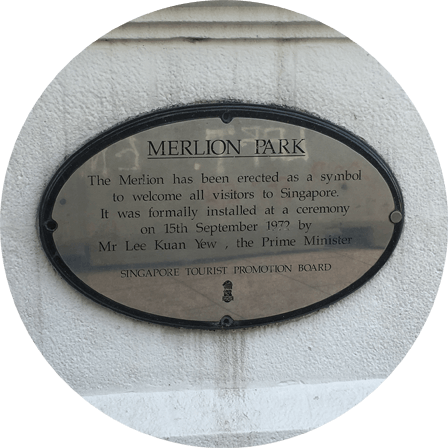 MERLION PARK
The Merlion has been erected as a symbol
to welcome all visitors to Singapore.
It was formally installed at a ceremony
on 15th September 1972 by
Mr Lee Kuan Yew , the Prime Minister
SINGAPORE TOURIST PROMOTION BOARD